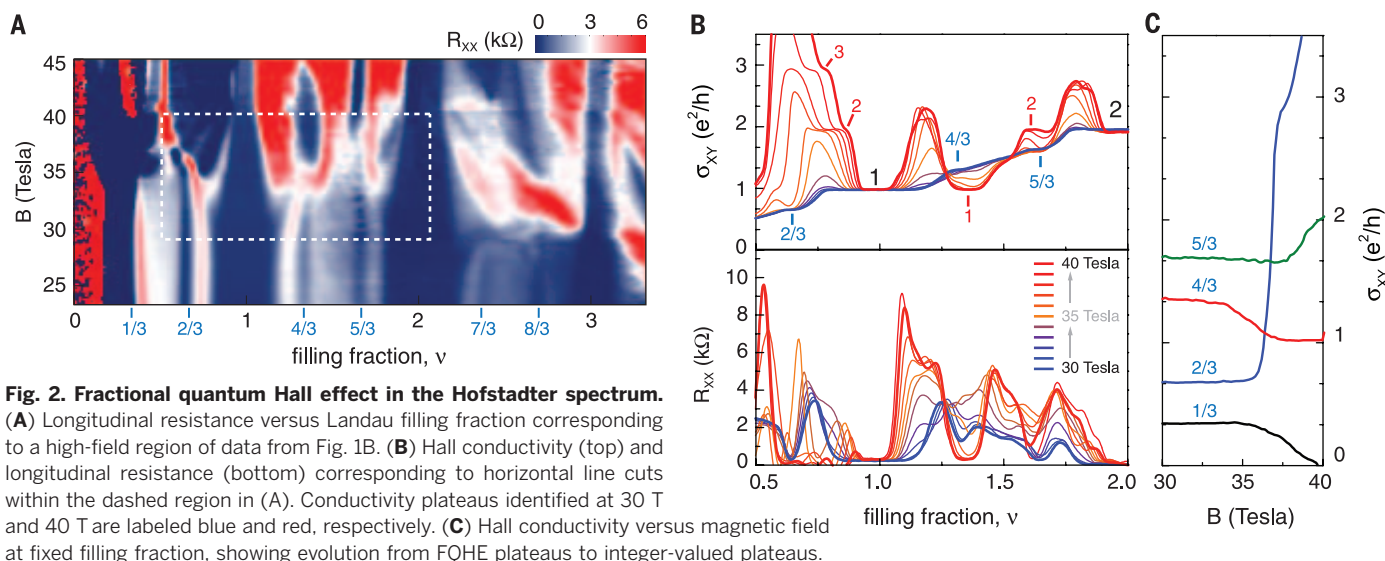 A
R_XX (kΩ)
0 3 6
B (Tesla)
45
40
35
30
25
0 1 2 3
1/3 2/3 4/3 5/3 7/3 8/3
filling fraction, ν
B
σ_XY (e²/h)
3
2
1
0
3
2
1
4/3
2
2
5/3
1
2/3
R_XX (kΩ)
11
10
8
6
4
2
0
40 Tesla
35 Tesla
30 Tesla
0.5 1.0 1.5 2.0
filling fraction, ν
C
5/3
4/3
2/3
1/3
3
2
1
0
σ_XY (e²/h)
30 35 40
B (Tesla)
Fig. 2. Fractional quantum Hall effect in the Hofstadter spectrum.
(A) Longitudinal resistance versus Landau filling fraction corresponding
to a high-field region of data from Fig. 1B. (B) Hall conductivity (top) and
longitudinal resistance (bottom) corresponding to horizontal line cuts
within the dashed region in (A). Conductivity plateaus identified at 30 T
and 40 T are labeled blue and red, respectively. (C) Hall conductivity versus magnetic field
at fixed filling fraction, showing evolution from FQHE plateaus to integer-valued plateaus.